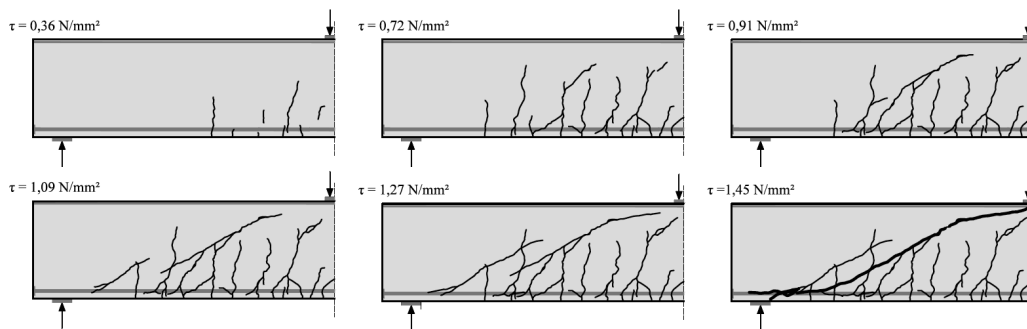 τ = 0,36 N/mm²
τ = 0,72 N/mm²
τ = 0,91 N/mm²
τ = 1,09 N/mm²
τ = 1,27 N/mm²
τ =1,45 N/mm²